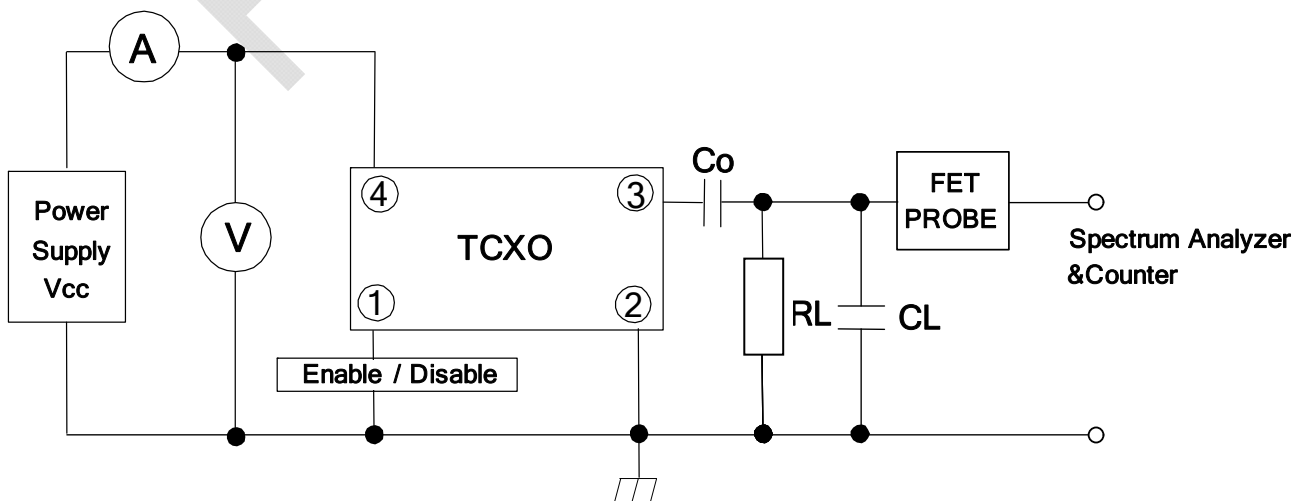 A
Power
Supply
Vcc
V
4
3
TCXO
1
2
Enable / Disable
Co
RL
CL
FET
PROBE
Spectrum Analyzer
&Counter